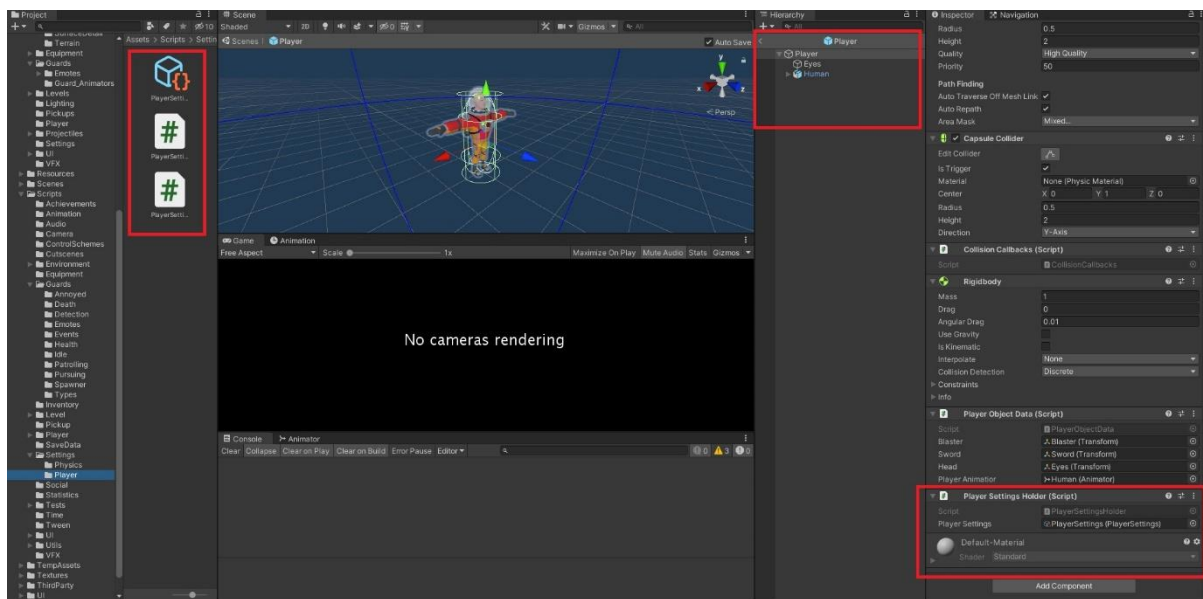 Project
10
Terrain
Equipment
Guards
Emotes
Guard_Animators
Levels
Lighting
Pickups
Player
Projectiles
Settings
UI
VFX
Resources
Scenes
Scripts
Achievements
Animation
Audio
Camera
ControlSchemes
Cutscenes
Environment
Equipment
Guards
Annoyed
Death
Detection
Emotes
Events
Health
Idle
Patrolling
Pursuing
Spawner
Types
Inventory
Level
Pickup
Player
SaveData
Settings
Physics
Player
Social
Statistics
Tests
Time
Tween
UI
Utils
VFX
TempAssets
Textures
ThirdParty
UI
Assets > Scripts > Settin
PlayerSetti...
PlayerSetti...
PlayerSetti...
Scene
Shaded 2D 0 Gizmos All
Scenes Player Auto Save
y
x z
Persp
Game Animation
Free Aspect Scale 1x Maximize On Play Mute Audio Stats Gizmos
No cameras rendering
Console Animator
Clear Collapse Clear on Play Clear on Build Error Pause Editor 0 3 0
Hierarchy
All
Player
Player
Eyes
Human
Inspector Navigation
Radius 0.5
Height 2
Quality High Quality
Priority 50
Path Finding
Auto Traverse Off Mesh Link
Auto Repath
Area Mask Mixed...
Capsule Collider
Edit Collider
Is Trigger
Material None (Physic Material)
Center X 0 Y 1 Z 0
Radius 0.5
Height 2
Direction Y-Axis
Collision Callbacks (Script)
Script CollisionCallbacks
Rigidbody
Mass 1
Drag 0
Angular Drag 0.01
Use Gravity
Is Kinematic
Interpolate None
Collision Detection Discrete
Constraints
Info
Player Object Data (Script)
Script PlayerObjectData
Blaster Blaster (Transform)
Sword Sword (Transform)
Head Eyes (Transform)
Player Animator Human (Animator)
Player Settings Holder (Script)
Script PlayerSettingsHolder
Player Settings PlayerSettings (PlayerSettings)
Default-Material
Shader Standard
Add Component